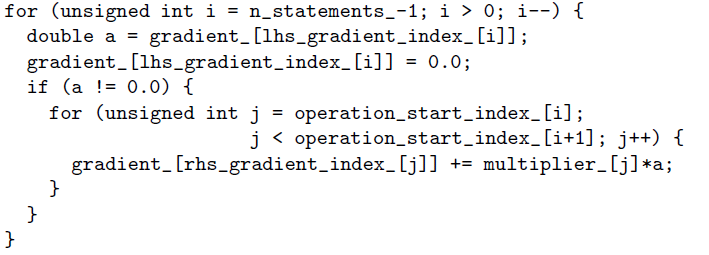 for (unsigned int i = n_statements_-1; i > 0; i--) {
  double a = gradient_[lhs_gradient_index_[i]];
  gradient_[lhs_gradient_index_[i]] = 0.0;
  if (a != 0.0) {
    for (unsigned int j = operation_start_index_[i];
                      j < operation_start_index_[i+1]; j++) {
      gradient_[rhs_gradient_index_[j]] += multiplier_[j]*a;
    }
  }
}